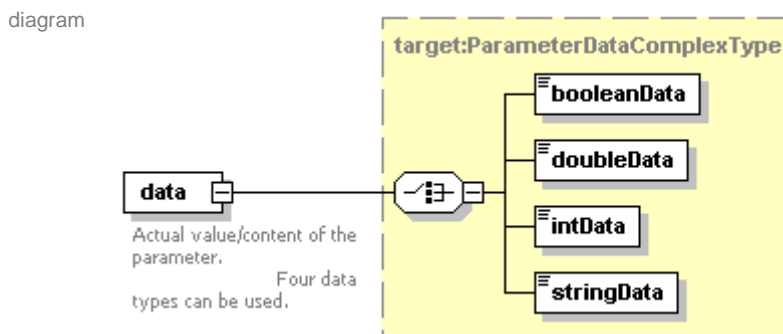 diagram
target:ParameterDataComplexType
booleanData
doubleData
data
intData
stringData
Actual value/content of the
parameter.
Four data
types can be used.